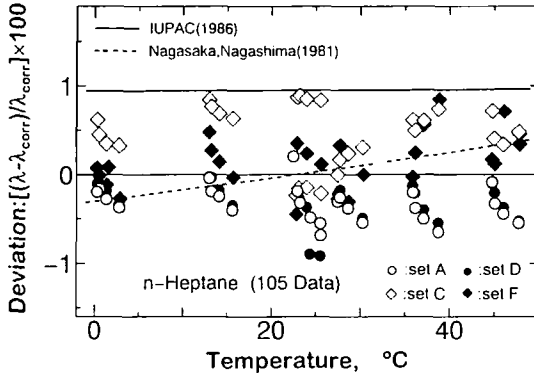 IUPAC(1986)
Nagasaka,Nagashima(1981)
Deviation:[(λ-λcorr)/λcorr]×100
1
0
-1
n-Heptane (105 Data)
○ :set A ● :set D
◇ :set C ◆ :set F
0 20 40
Temperature, °C